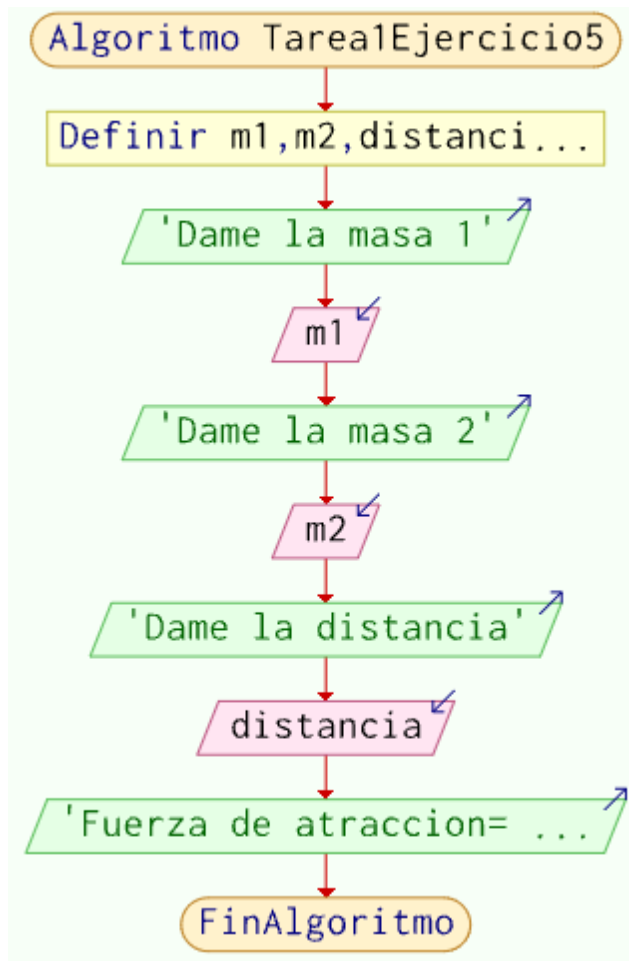 Algoritmo Tarea1Ejercicio5
Definir m1,m2,distanci...
'Dame la masa 1'
m1
'Dame la masa 2'
m2
'Dame la distancia'
distancia
'Fuerza de atraccion= ...
FinAlgoritmo